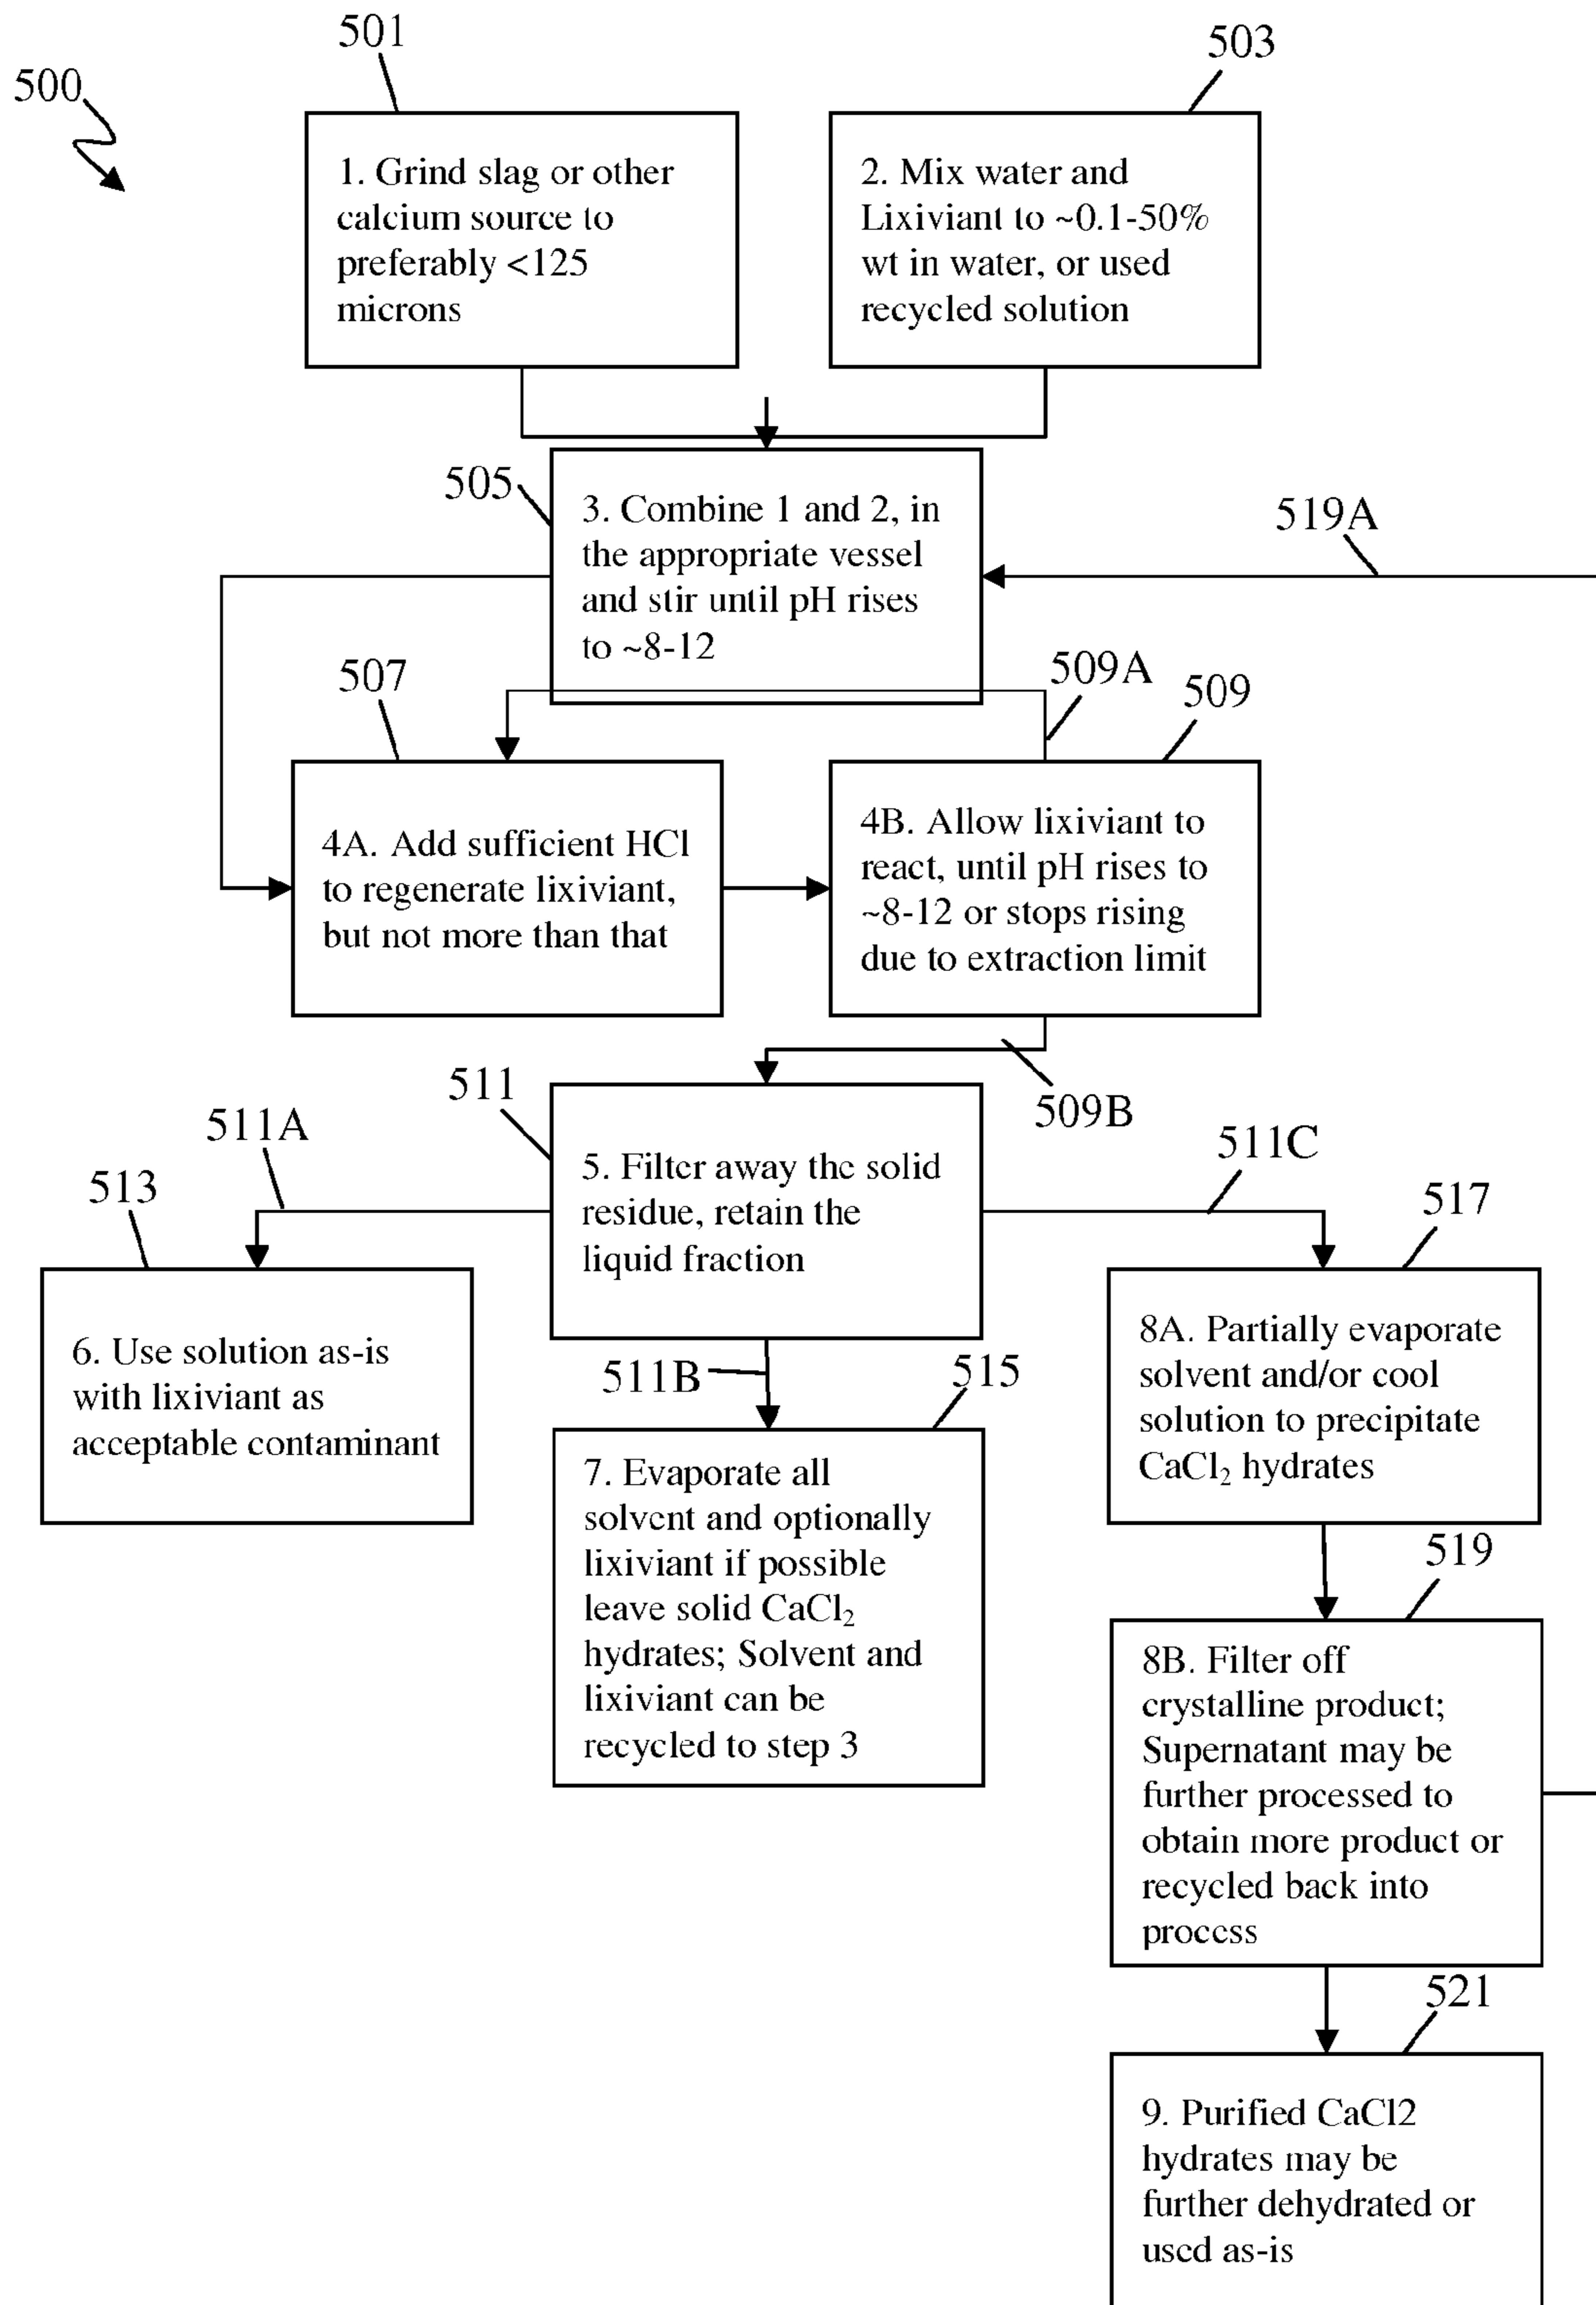 501
503
500
1. Grind slag or other
calcium source to
preferably <125
microns
2. Mix water and
Lixiviant to ~0.1-50%
wt in water, or used
recycled solution
505
3. Combine 1 and 2, in
the appropriate vessel
and stir until pH rises
to ~8-12
519A
507
509A
509
4A. Add sufficient HCl
to regenerate lixiviant,
but not more than that
4B. Allow lixiviant to
react, until pH rises to
~8-12 or stops rising
due to extraction limit
509B
511
511A
511C
513
517
5. Filter away the solid
residue, retain the
liquid fraction
6. Use solution as-is
with lixiviant as
acceptable contaminant
511B
515
7. Evaporate all
solvent and optionally
lixiviant if possible
leave solid CaCl₂
hydrates; Solvent and
lixiviant can be
recycled to step 3
8A. Partially evaporate
solvent and/or cool
solution to precipitate
CaCl₂ hydrates
519
8B. Filter off
crystalline product;
Supernatant may be
further processed to
obtain more product or
recycled back into
process
521
9. Purified CaCl2
hydrates may be
further dehydrated or
used as-is